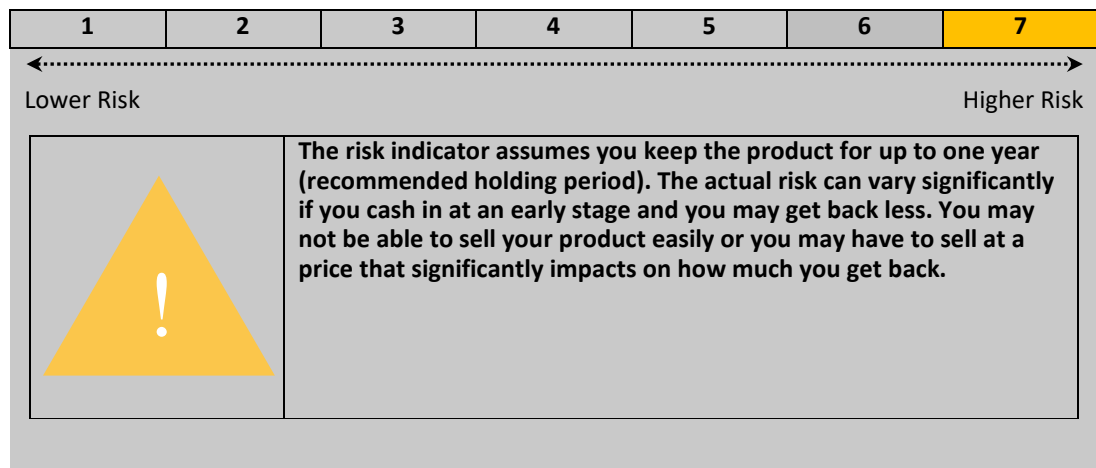 1 2 3 4 5 6 7
Lower Risk Higher Risk
The risk indicator assumes you keep the product for up to one year
(recommended holding period). The actual risk can vary significantly
if you cash in at an early stage and you may get back less. You may
not be able to sell your product easily or you may have to sell at a
price that significantly impacts on how much you get back.
!